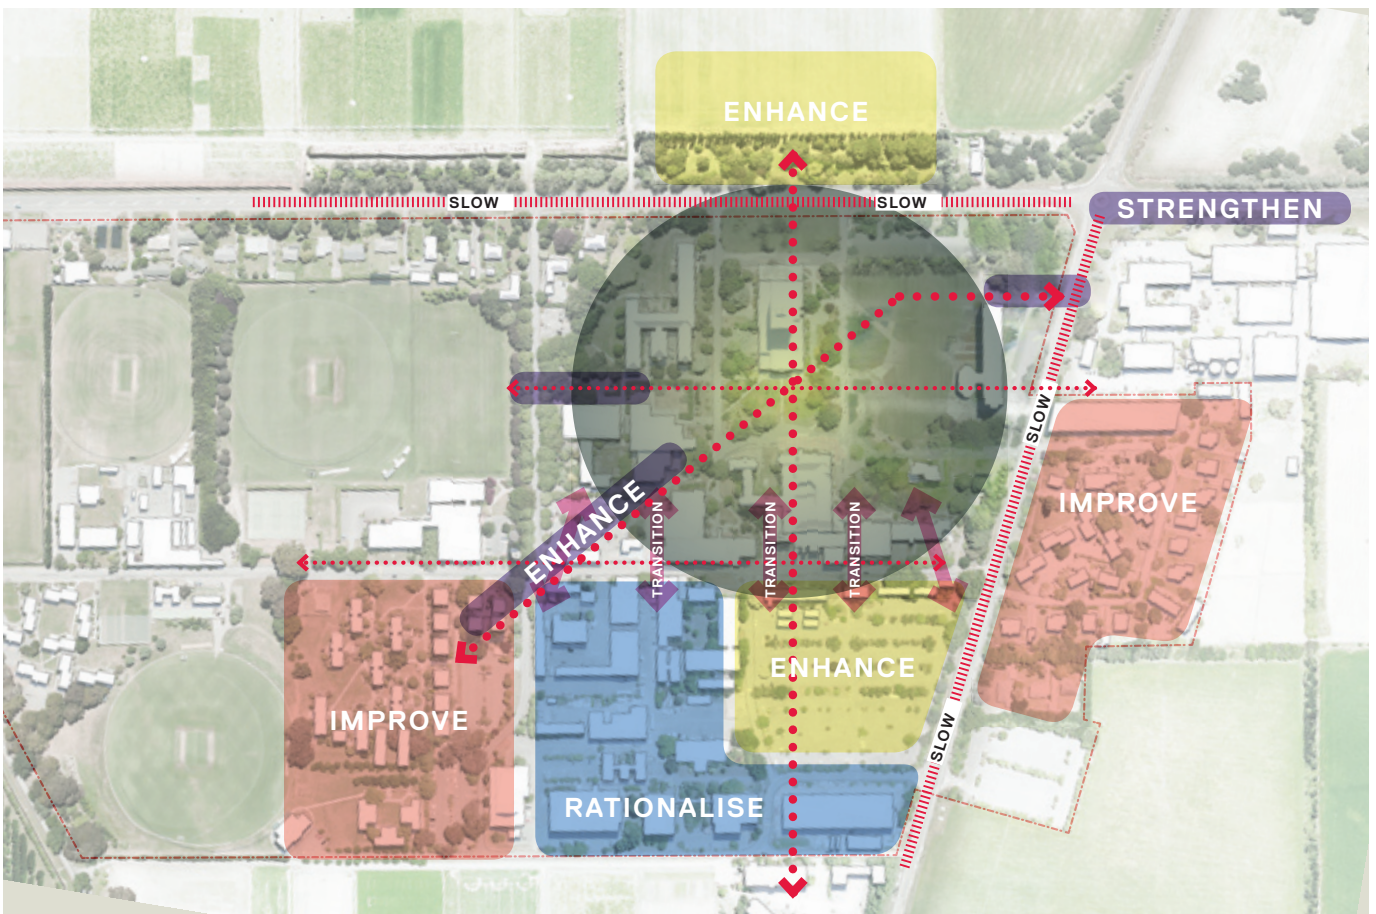 ENHANCE
SLOW
SLOW
STRENGTHEN
SLOW
IMPROVE
ENHANCE
TRANSITION
TRANSITION
TRANSITION
ENHANCE
IMPROVE
SLOW
RATIONALISE